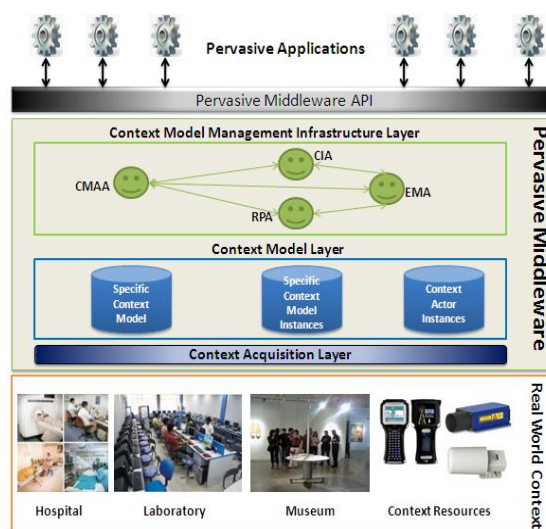 Pervasive Applications
Pervasive Middleware API
Context Model Management Infrastructure Layer
CIA
CMAA
EMA
RPA
Context Model Layer
Specific
Context
Model
Specific
Context
Model
Instances
Context
Actor
Instances
Context Acquisition Layer
Pervasive Middleware
Hospital
Laboratory
Museum
Context Resources
Real World Context